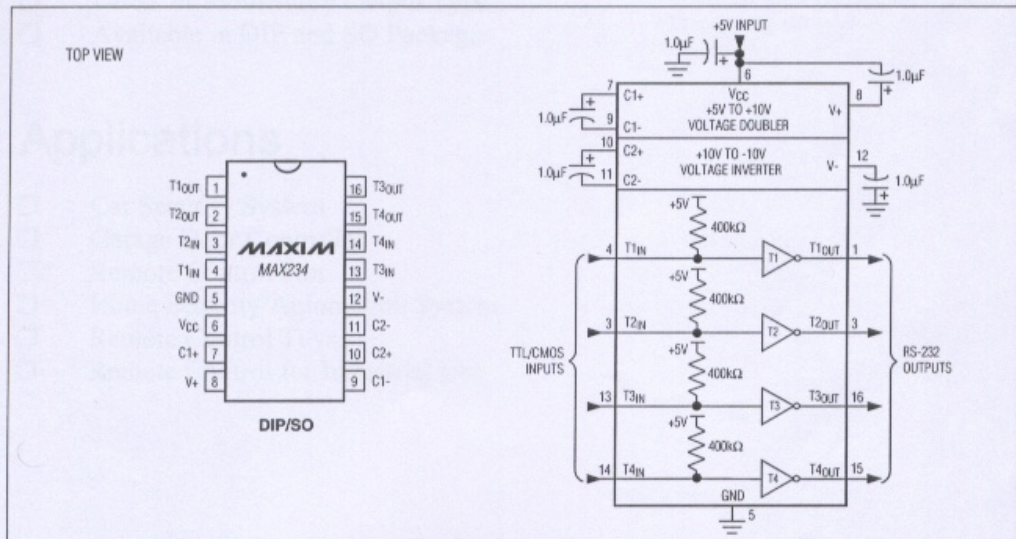 Available in DIP and SO Package
TOP VIEW
Applications
T1OUT 1
T2OUT 2
T2IN 3
T1IN 4
GND 5
VCC 6
C1+ 7
V+ 8
16 T3OUT
15 T4OUT
14 T4IN
13 T3IN
12 V-
11 C2-
10 C2+
9 C1-
MAXIM
MAX234
DIP/SO
+5V INPUT
1.0µF
6
VCC
+5V TO +10V
VOLTAGE DOUBLER
+10V TO -10V
VOLTAGE INVERTER
7 C1+
1.0µF
9 C1-
10 C2+
1.0µF
11 C2-
V+ 8
1.0µF
V- 12
1.0µF
+5V
400kΩ
4 T1IN T1 T1OUT 1
+5V
400kΩ
3 T2IN T2 T2OUT 3
+5V
400kΩ
13 T3IN T3 T3OUT 16
+5V
400kΩ
14 T4IN T4 T4OUT 15
TTL/CMOS
INPUTS
RS-232
OUTPUTS
GND
5